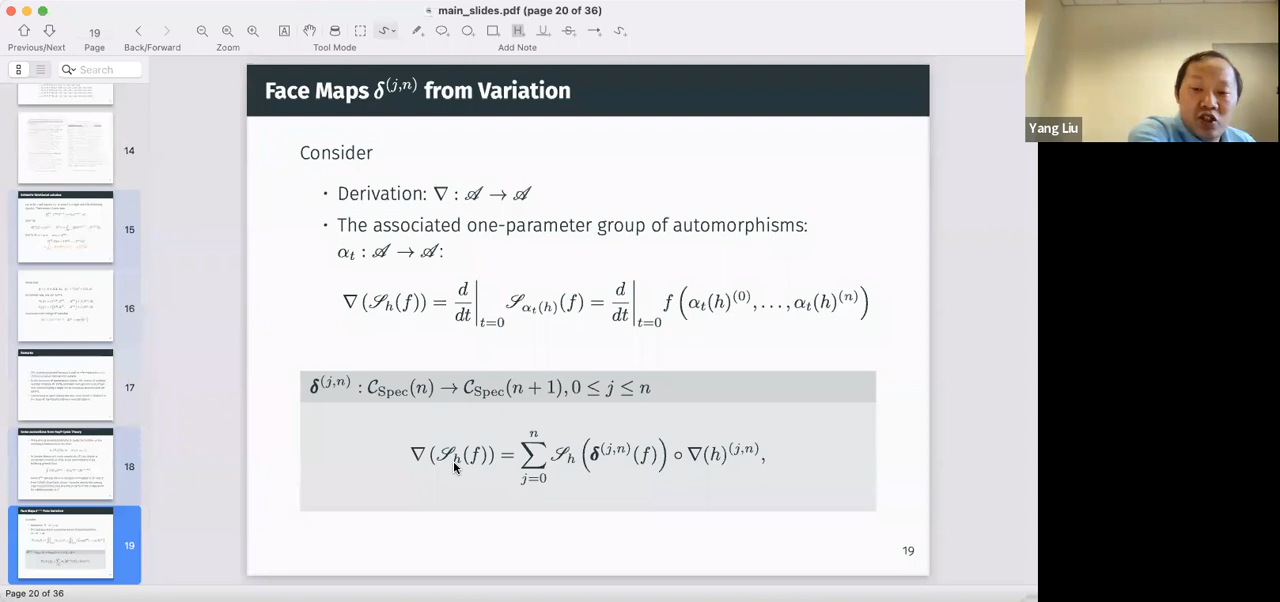 main_slides.pdf (page 20 of 36)
19
Previous/Next Page Back/Forward Zoom Tool Mode Add Note
Search
Yang Liu
14
15
16
17
18
19
Face Maps δ^(j,n) from Variation
Consider
• Derivation: ∇ : 𝒜 → 𝒜
• The associated one-parameter group of automorphisms:
α_t : 𝒜 → 𝒜:
∇(𝒮_h(f)) = d/dt|_{t=0} 𝒮_{α_t(h)}(f) = d/dt|_{t=0} f(α_t(h)^(0), …, α_t(h)^(n))
δ^(j,n) : C_Spec(n) → C_Spec(n + 1), 0 ≤ j ≤ n
∇(𝒮_h(f)) = ∑_{j=0}^{n} 𝒮_h(δ^(j,n)(f)) ∘ ∇(h)^(j,n),
19
Page 20 of 36